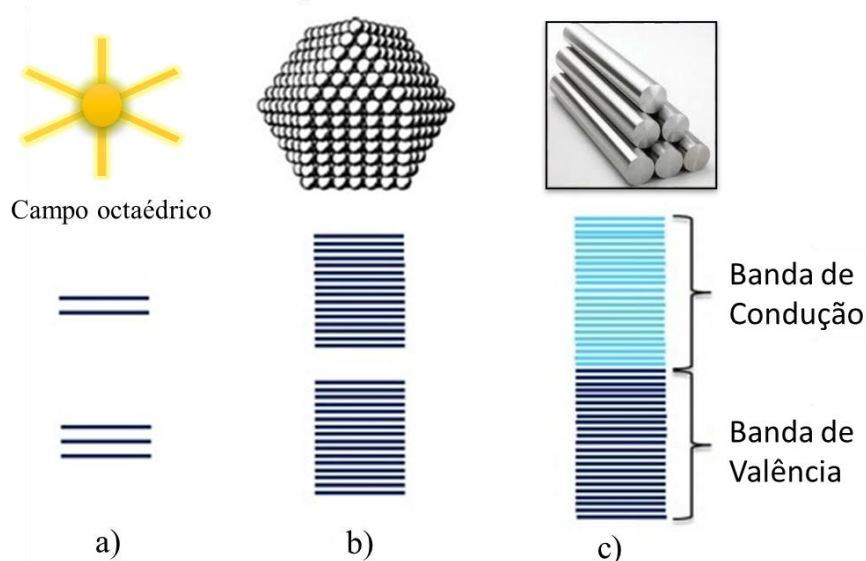 Campo octaédrico
Banda de
Condução
Banda de
Valência
a)
b)
c)